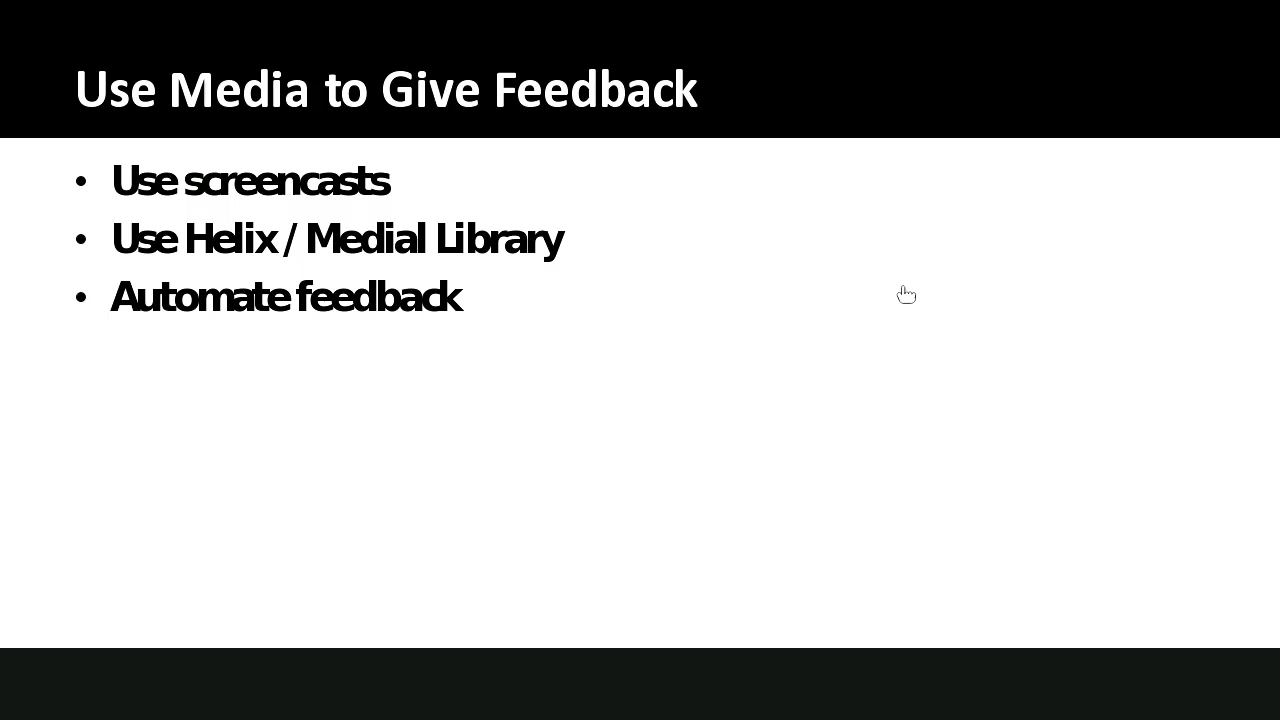 Use Media to Give Feedback
• Use screencasts
• Use Helix / Medial Library
• Automate feedback